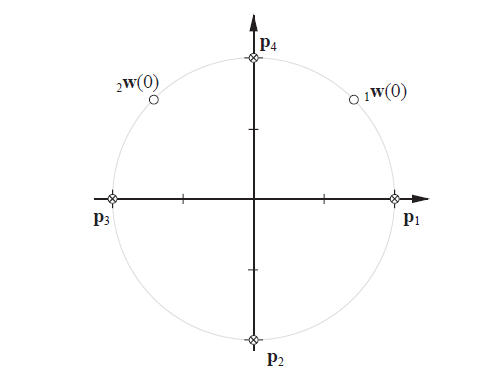 p₄
₂w(0)
₁w(0)
p₃
p₁
p₂